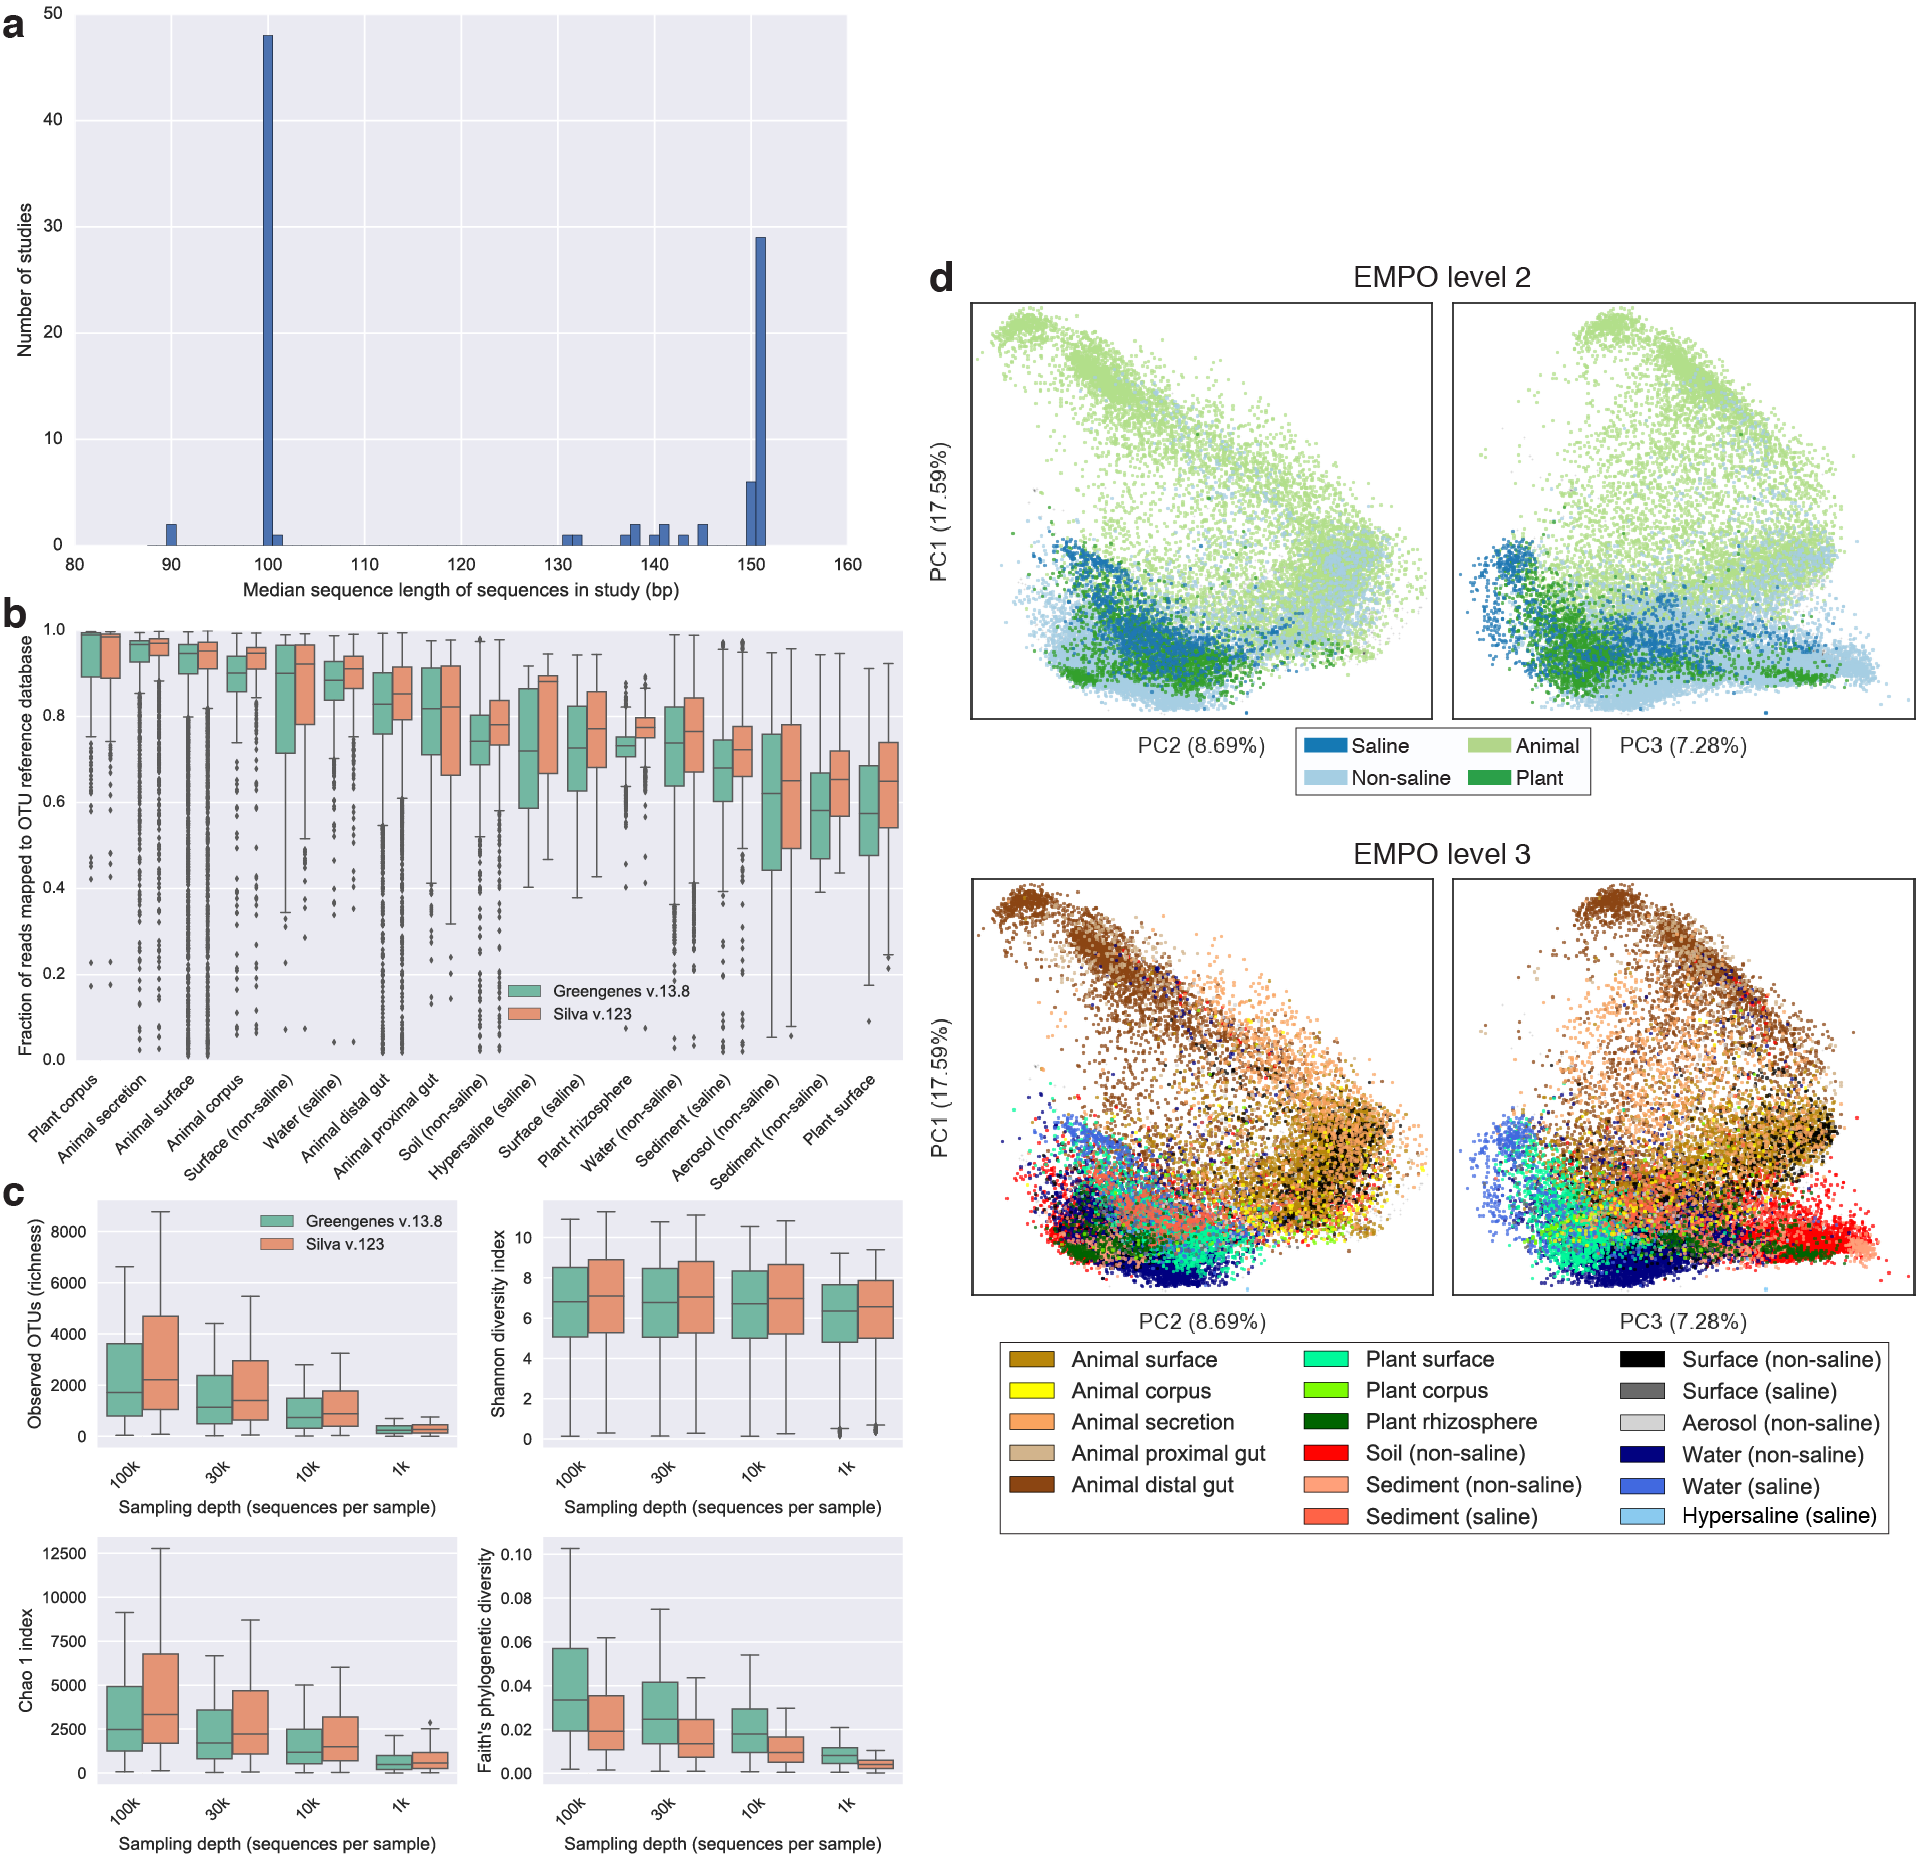 a
50
40
30
20
10
0
80 90 100 110 120 130 140 150 160
Number of studies
Median sequence length of sequences in study (bp)
b
1.0
0.8
0.6
0.4
0.2
0.0
Fraction of reads mapped to OTU reference database
Greengenes v.13.8
Silva v.123
Plant corpus
Animal secretion
Animal surface
Animal corpus
Surface (non-saline)
Water (saline)
Animal distal gut
Animal proximal gut
Soil (non-saline)
Hypersaline (saline)
Surface (saline)
Plant rhizosphere
Water (non-saline)
Sediment (saline)
Aerosol (non-saline)
Sediment (non-saline)
Plant surface
c
8000
6000
4000
2000
0
Observed OTUs (richness)
Greengenes v.13.8
Silva v.123
100k 30k 10k 1k
Sampling depth (sequences per sample)
10
8
6
4
2
0
Shannon diversity index
100k 30k 10k 1k
Sampling depth (sequences per sample)
12500
10000
7500
5000
2500
0
Chao 1 index
100k 30k 10k 1k
Sampling depth (sequences per sample)
0.10
0.08
0.06
0.04
0.02
0.00
Faith's phylogenetic diversity
100k 30k 10k 1k
Sampling depth (sequences per sample)
d
EMPO level 2
PC1 (17.59%)
PC2 (8.69%)
PC3 (7.28%)
Saline
Animal
Non-saline
Plant
EMPO level 3
PC1 (17.59%)
PC2 (8.69%)
PC3 (7.28%)
Animal surface
Animal corpus
Animal secretion
Animal proximal gut
Animal distal gut
Plant surface
Plant corpus
Plant rhizosphere
Soil (non-saline)
Sediment (non-saline)
Sediment (saline)
Surface (non-saline)
Surface (saline)
Aerosol (non-saline)
Water (non-saline)
Water (saline)
Hypersaline (saline)